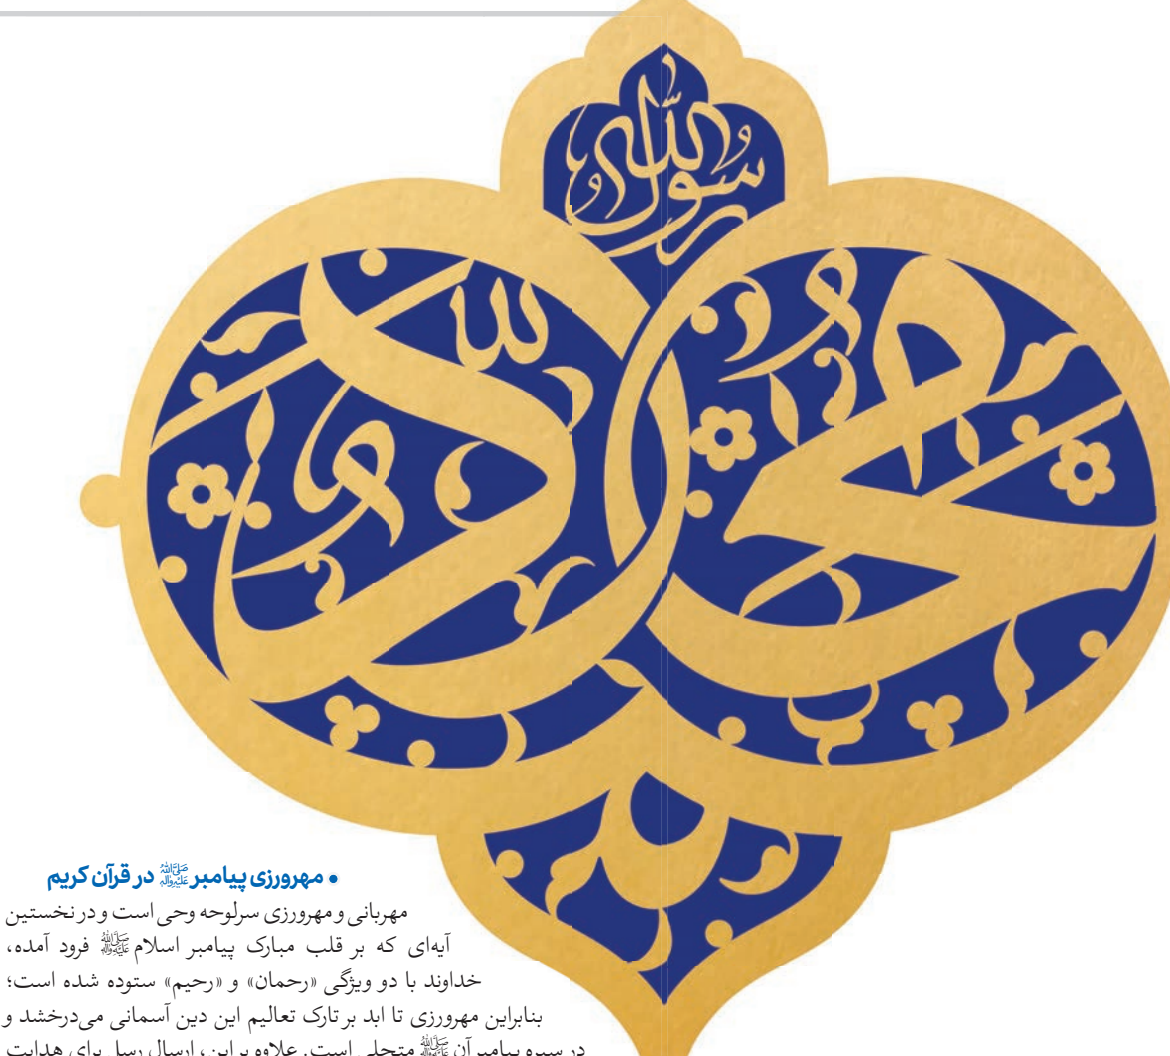 رسول الله
محمد
• مهرورزی پیامبر ﷺ در قرآن کریم
مهربانی و مهرورزی سرلوحه وحی است و در نخستین
آیه‌ای که بر قلب مبارک پیامبر اسلام ﷺ فرود آمده،
خداوند با دو ویژگی «رحمان» و «رحیم» ستوده شده است؛
بنابراین مهرورزی تا ابد بر تارک تعالیم این دین آسمانی می‌درخشد و
در سیره پیامبر آن ﷺ متجلی است. علاوه بر این، ارسال رسل برای هدایت